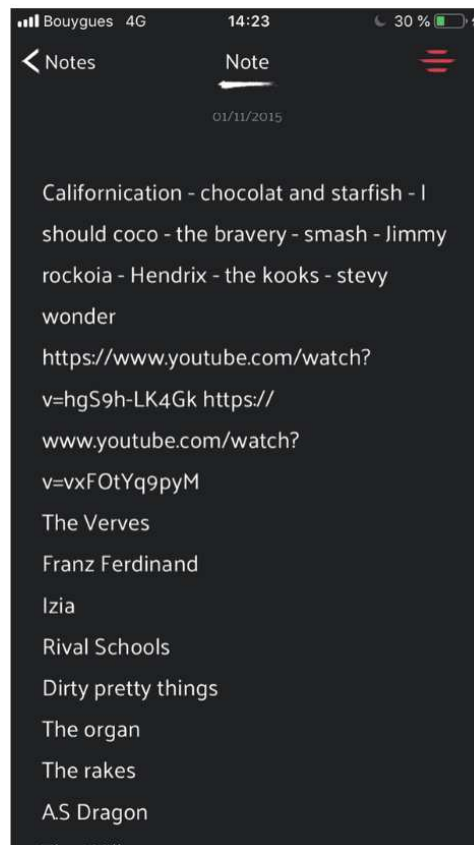 Bouygues 4G 14:23 30 %
Notes Note
01/11/2015
Californication - chocolat and starfish - I
should coco - the bravery - smash - Jimmy
rockoia - Hendrix - the kooks - stevy
wonder
https://www.youtube.com/watch?
v=hgS9h-LK4Gk https://
www.youtube.com/watch?
v=vxFOtYq9pyM
The Verves
Franz Ferdinand
Izia
Rival Schools
Dirty pretty things
The organ
The rakes
A.S Dragon